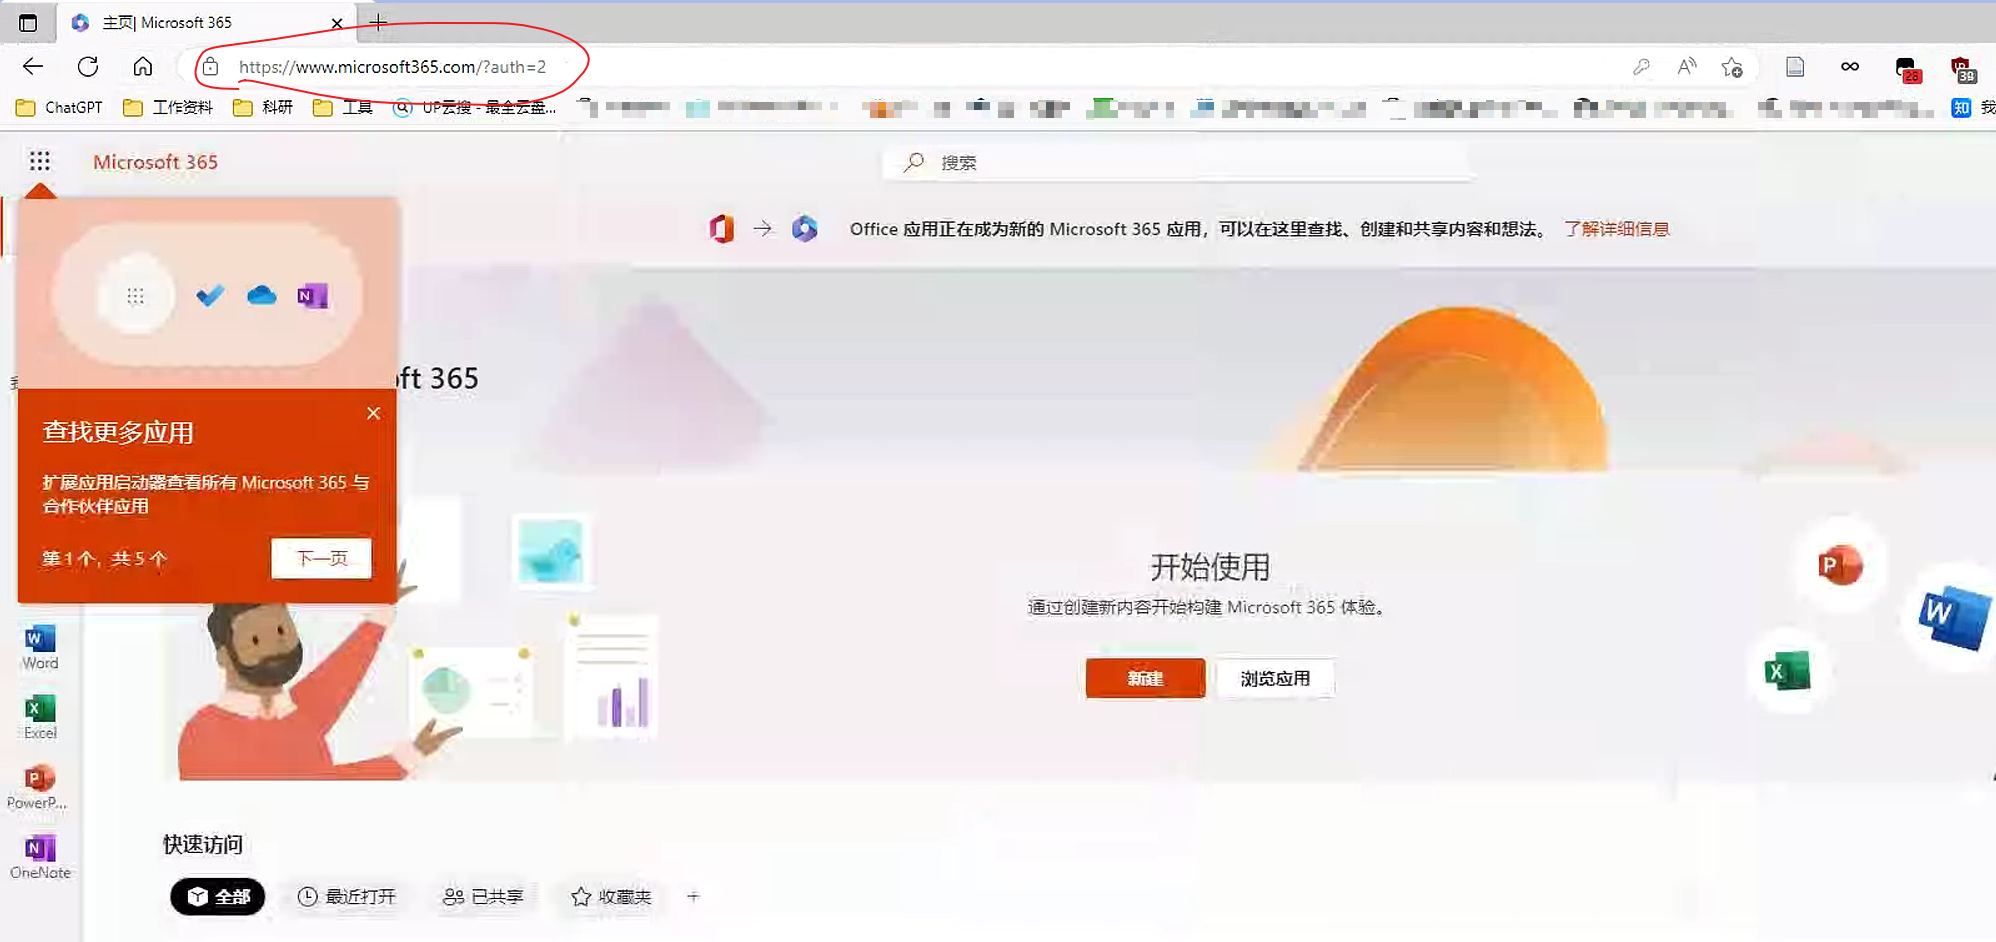 主页| Microsoft 365
https://www.microsoft365.com/?auth=2
28
39
ChatGPT
工作资料
科研
工具
UP云搜 - 最全云盘...
知
我
Microsoft 365
搜索
Office 应用正在成为新的 Microsoft 365 应用，可以在这里查找、创建和共享内容和想法。 了解详细信息
ft 365
查找更多应用
扩展应用启动器查看所有 Microsoft 365 与
合作伙伴应用
第 1 个，共 5 个
下一页
开始使用
通过创建新内容开始构建 Microsoft 365 体验。
新建
浏览应用
Word
Excel
PowerP...
OneNote
快速访问
全部
最近打开
已共享
收藏夹